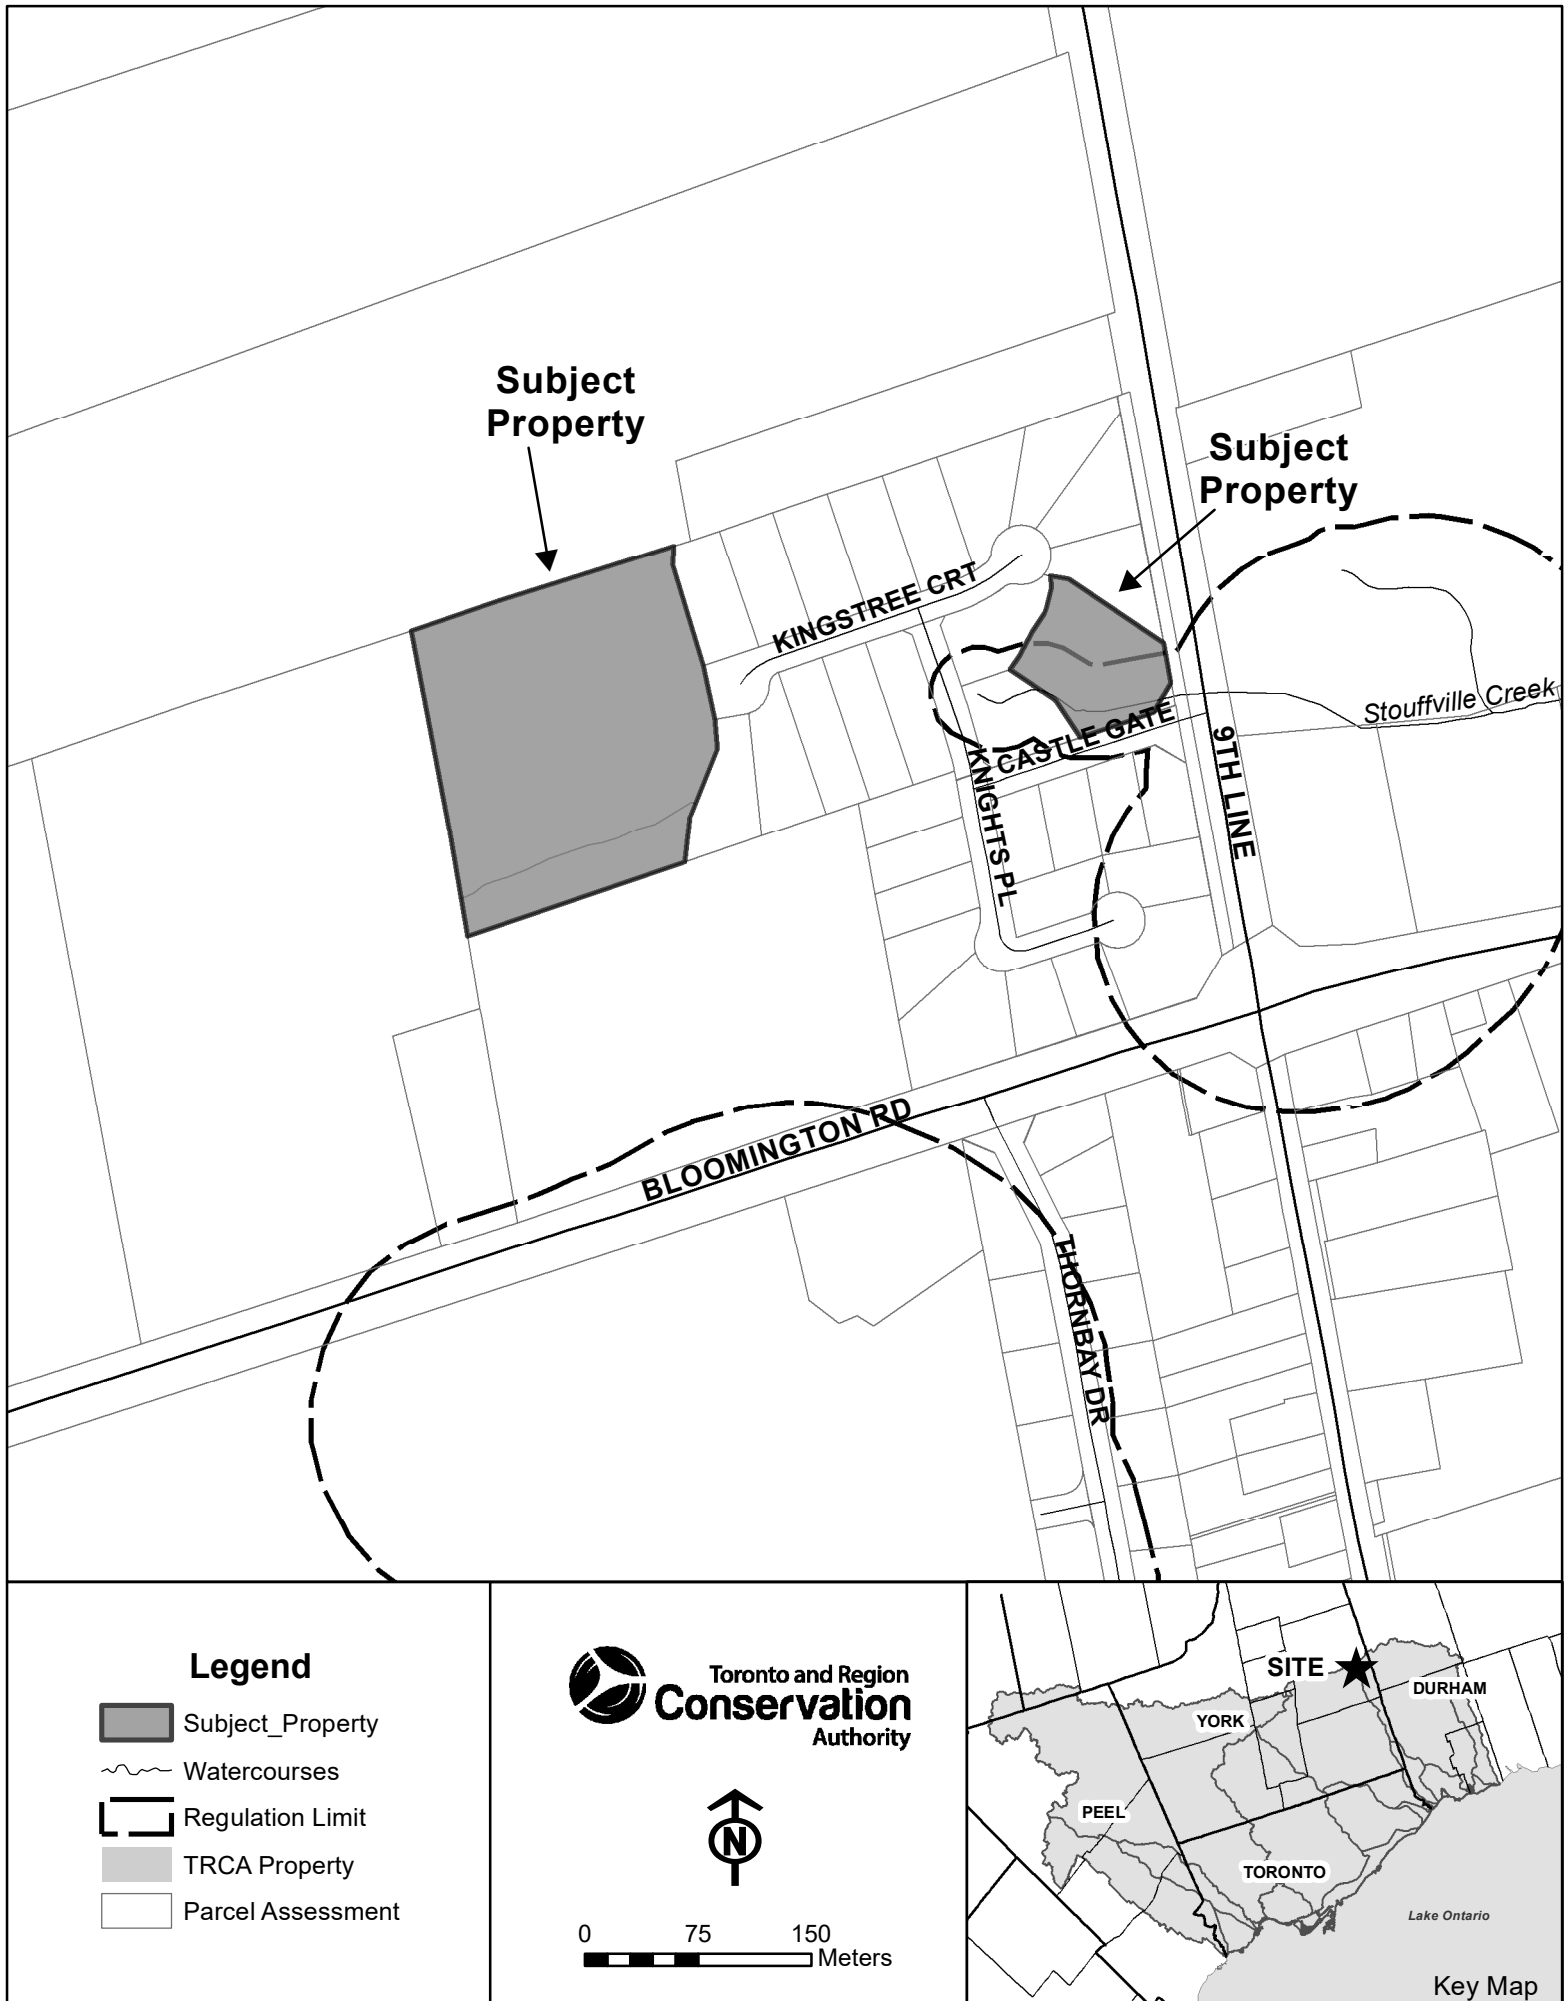 Subject
Property
Subject
Property
KINGSTREE CRT
Stouffville Creek
CASTLE GATE
KNIGHTS PL
9TH LINE
BLOOMINGTON RD
THORNBAY DR
Legend
Subject_Property
Watercourses
Regulation Limit
TRCA Property
Parcel Assessment
Toronto and Region
Conservation
Authority
N
0 75 150
Meters
SITE
DURHAM
YORK
PEEL
TORONTO
Lake Ontario
Key Map